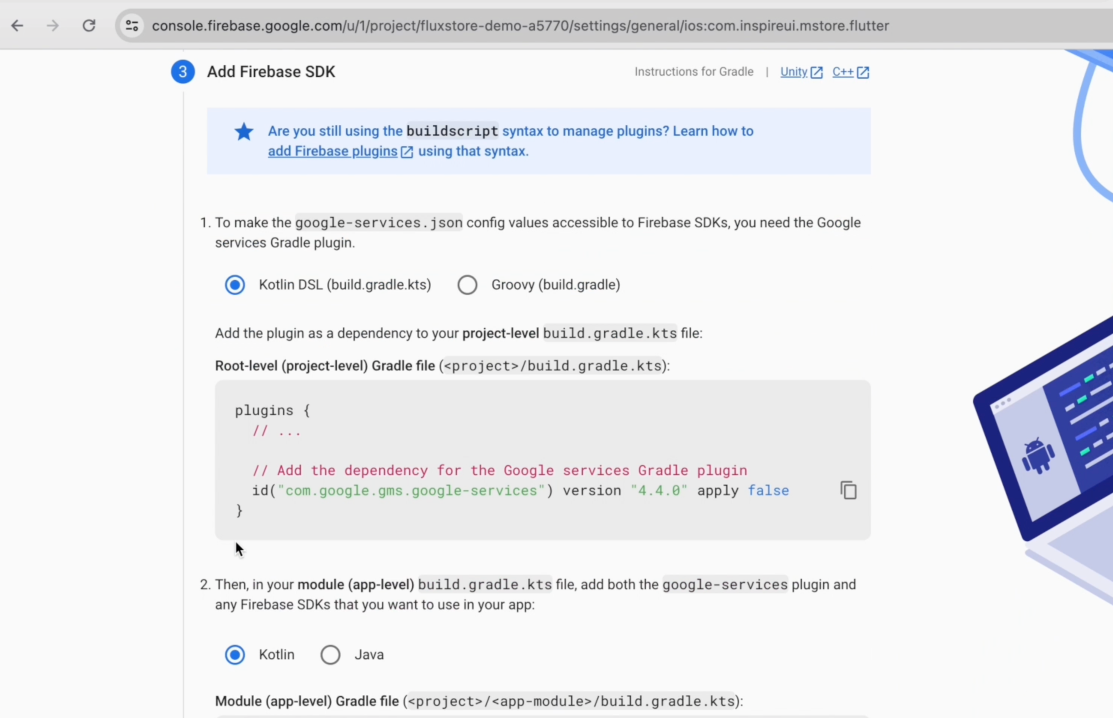 console.firebase.google.com/u/1/project/fluxstore-demo-a5770/settings/general/ios:com.inspireui.mstore.flutter
3 Add Firebase SDK
Instructions for Gradle | Unity C++
Are you still using the buildscript syntax to manage plugins? Learn how to
add Firebase plugins using that syntax.
1. To make the google-services.json config values accessible to Firebase SDKs, you need the Google
services Gradle plugin.
Kotlin DSL (build.gradle.kts) Groovy (build.gradle)
Add the plugin as a dependency to your project-level build.gradle.kts file:
Root-level (project-level) Gradle file (<project>/build.gradle.kts):
plugins {
// ...
// Add the dependency for the Google services Gradle plugin
id("com.google.gms.google-services") version "4.4.0" apply false
}
2. Then, in your module (app-level) build.gradle.kts file, add both the google-services plugin and
any Firebase SDKs that you want to use in your app:
Kotlin Java
Module (app-level) Gradle file (<project>/<app-module>/build.gradle.kts):